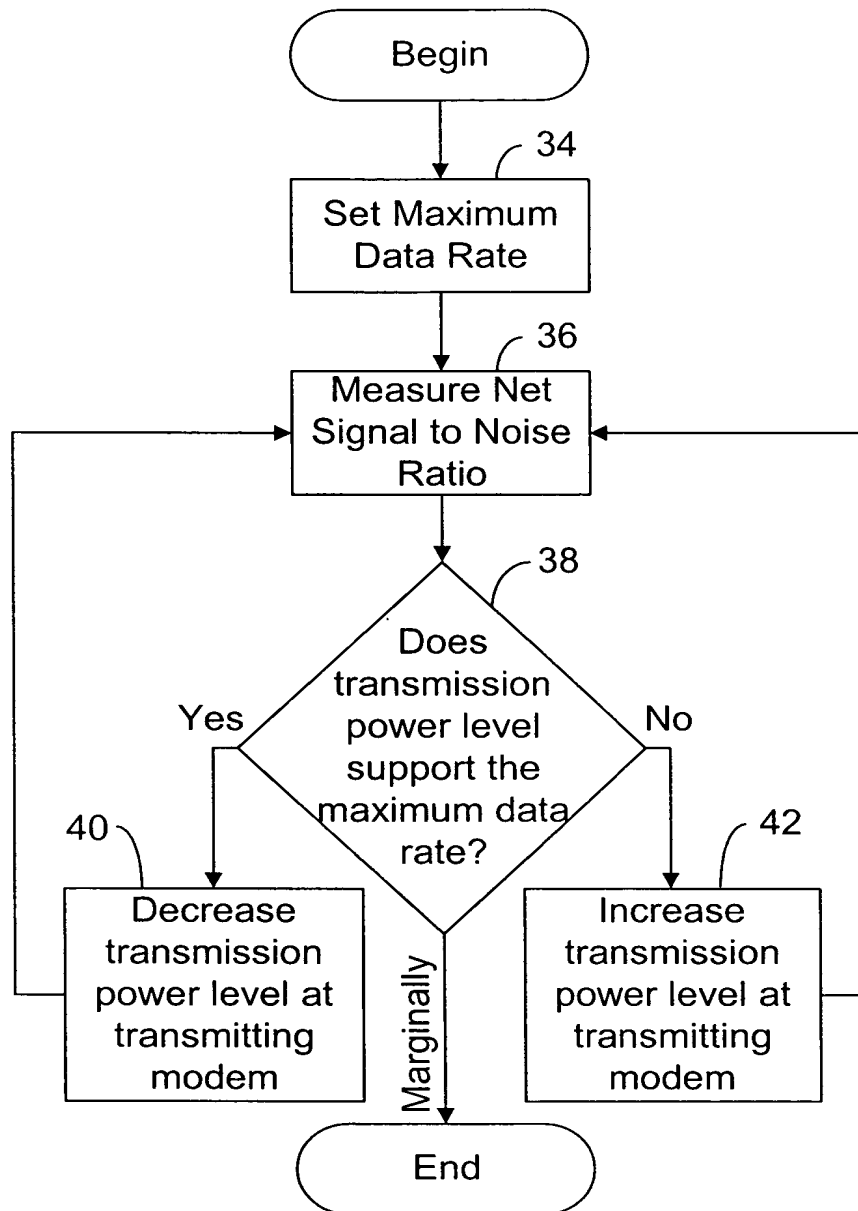 Begin
34
Set Maximum
Data Rate
36
Measure Net
Signal to Noise
Ratio
38
Does
transmission
power level
support the
maximum data
rate?
Yes
No
40
Decrease
transmission
power level at
transmitting
modem
42
Increase
transmission
power level at
transmitting
modem
Marginally
End